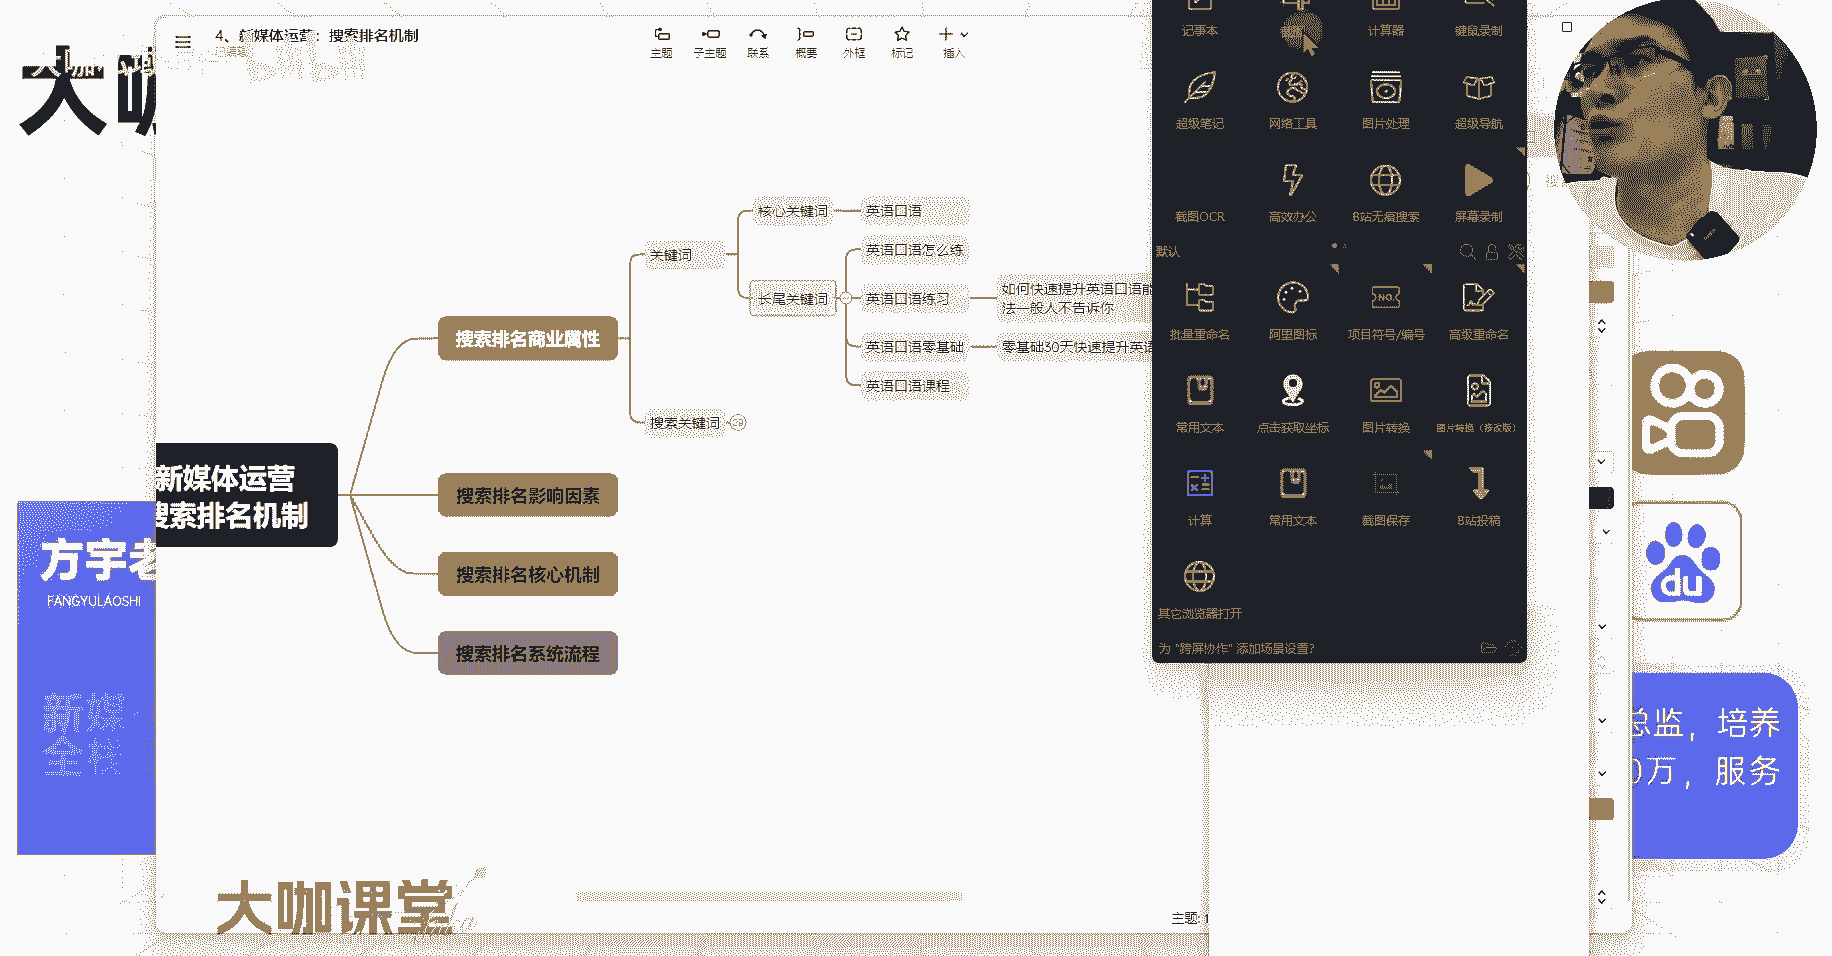 大咖
4、新媒体运营：搜索排名机制
已编辑
bilibili
主题
子主题
联系
概要
外框
标记
插入
记事本
计算器
键鼠录制
超级笔记
网络工具
图片处理
超级导航
截图OCR
高效办公
B站无痕搜索
屏幕录制
默认
批量重命名
阿里图标
项目符号/编号
高级重命名
常用文本
点击获取坐标
图片转换
图片转换（修改版）
计算
常用文本
截图保存
B站投稿
其它浏览器打开
为 "跨屏协作" 添加场景设置?
核心关键词
英语口语
关键词
英语口语怎么练
长尾关键词
英语口语练习
如何快速提升英语口语能
法一般人不告诉你
英语口语零基础
零基础30天快速提升英语
英语口语课程
搜索关键词
搜索排名商业属性
新媒体运营
搜索排名机制
搜索排名影响因素
搜索排名核心机制
搜索排名系统流程
方宇老
FANGYULAOSHI
新媒
全栈
du
总监，培养
0万，服务
大咖课堂
主题: 1